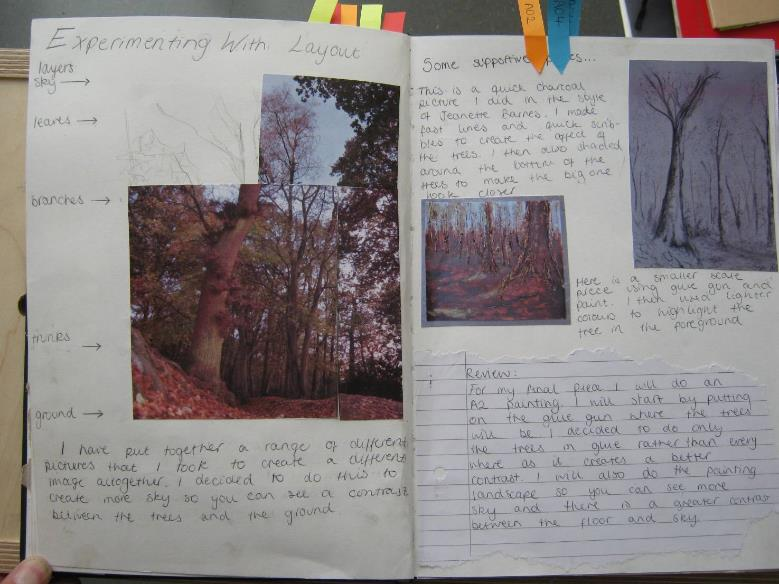 Experimenting With Layout
layers
sky
leaves
branches
trunks
ground
I have put together a range of different
pictures that I took to create a different
image altogether. I decided to do this to
create more sky so you can see a contrast
between the trees and the ground.
AO2
AO4
Some supportive pieces...
This is a quick charcoal
picture I did in the style
of Jeanette Barnes. I made
fast lines and quick scrib-
bles to create the affect of
the trees. I then also shaded
around the bottom of the
trees to make the big one
look closer
Here is a smaller scale
piece using glue gun and
paint. I then used lighter
colours to highlight the
tree in the foreground
Review:
For my final piece I will do an
A2 painting. I will start by putting
on the glue gun where the trees
will be I decided to do only
the trees in glue rather than every
where as it creates a better
contrast. I will also do the painting
landscape so you can see more
sky and there is a greater contrast
between the floor and sky.